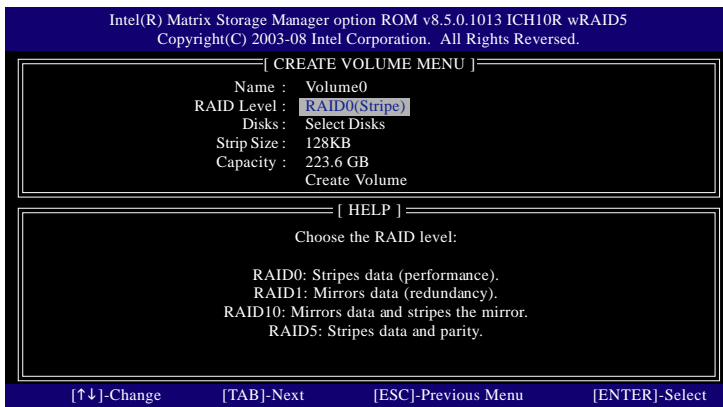 Intel(R) Matrix Storage Manager option ROM v8.5.0.1013 ICH10R wRAID5
Copyright(C) 2003-08 Intel Corporation. All Rights Reversed.
[ CREATE VOLUME MENU ]
Name : Volume0
RAID Level : RAID0(Stripe)
Disks : Select Disks
Strip Size : 128KB
Capacity : 223.6 GB
Create Volume
[ HELP ]
Choose the RAID level:
RAID0: Stripes data (performance).
RAID1: Mirrors data (redundancy).
RAID10: Mirrors data and stripes the mirror.
RAID5: Stripes data and parity.
[↑↓]-Change [TAB]-Next [ESC]-Previous Menu [ENTER]-Select